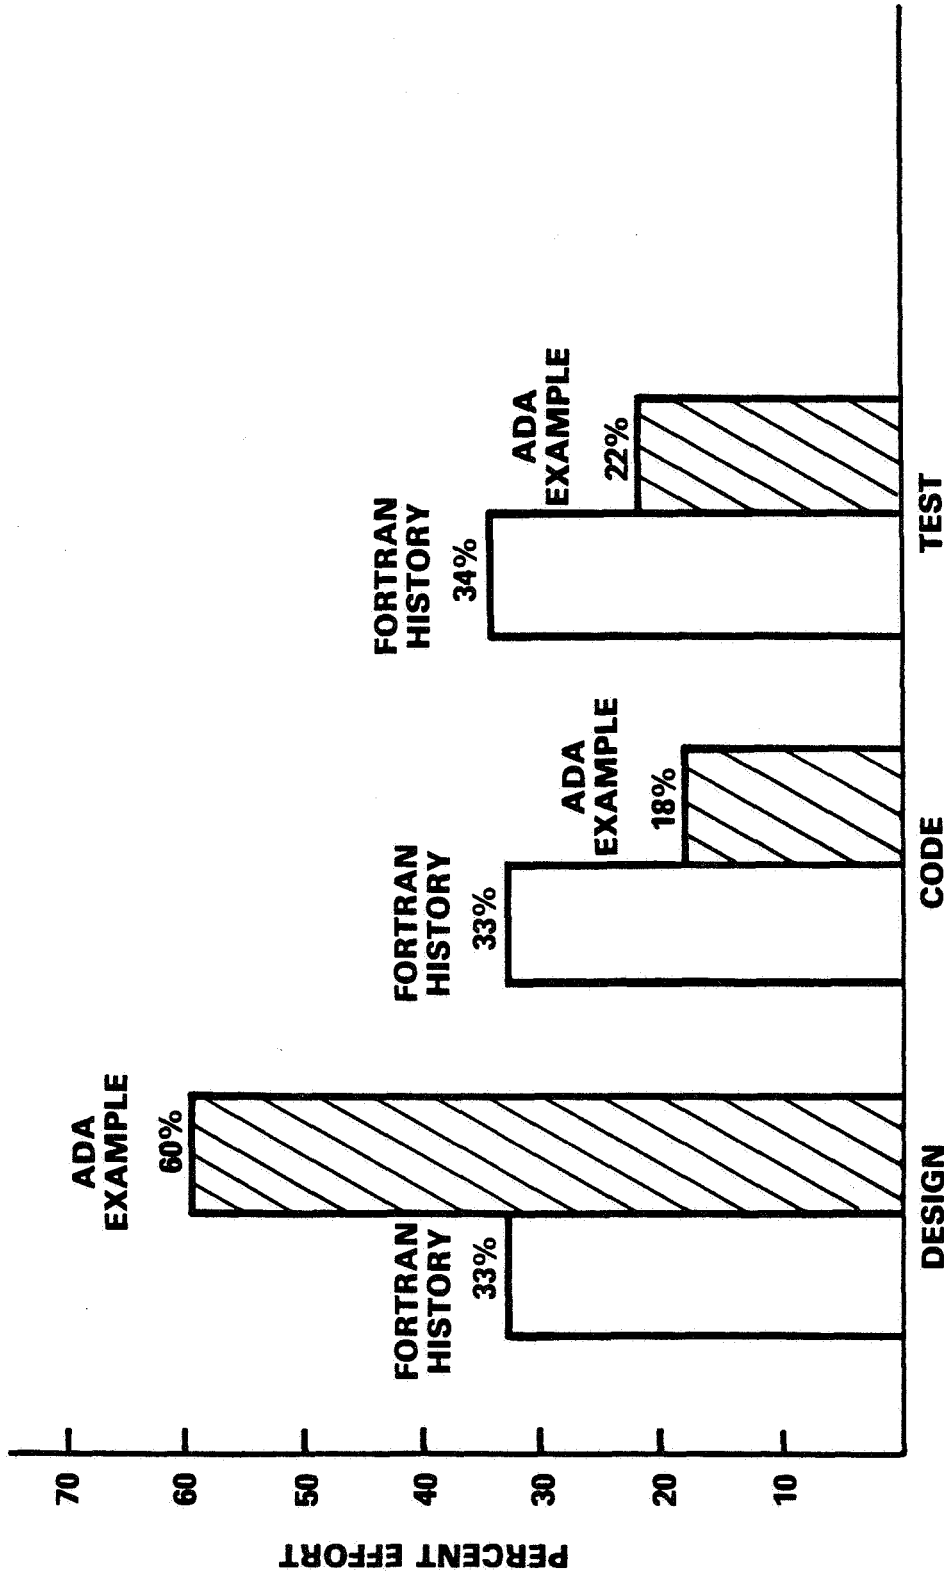 PERCENT EFFORT
70
60
50
40
30
20
10
FORTRAN
HISTORY
33%
ADA
EXAMPLE
60%
FORTRAN
HISTORY
33%
ADA
EXAMPLE
18%
FORTRAN
HISTORY
34%
ADA
EXAMPLE
22%
DESIGN
CODE
TEST